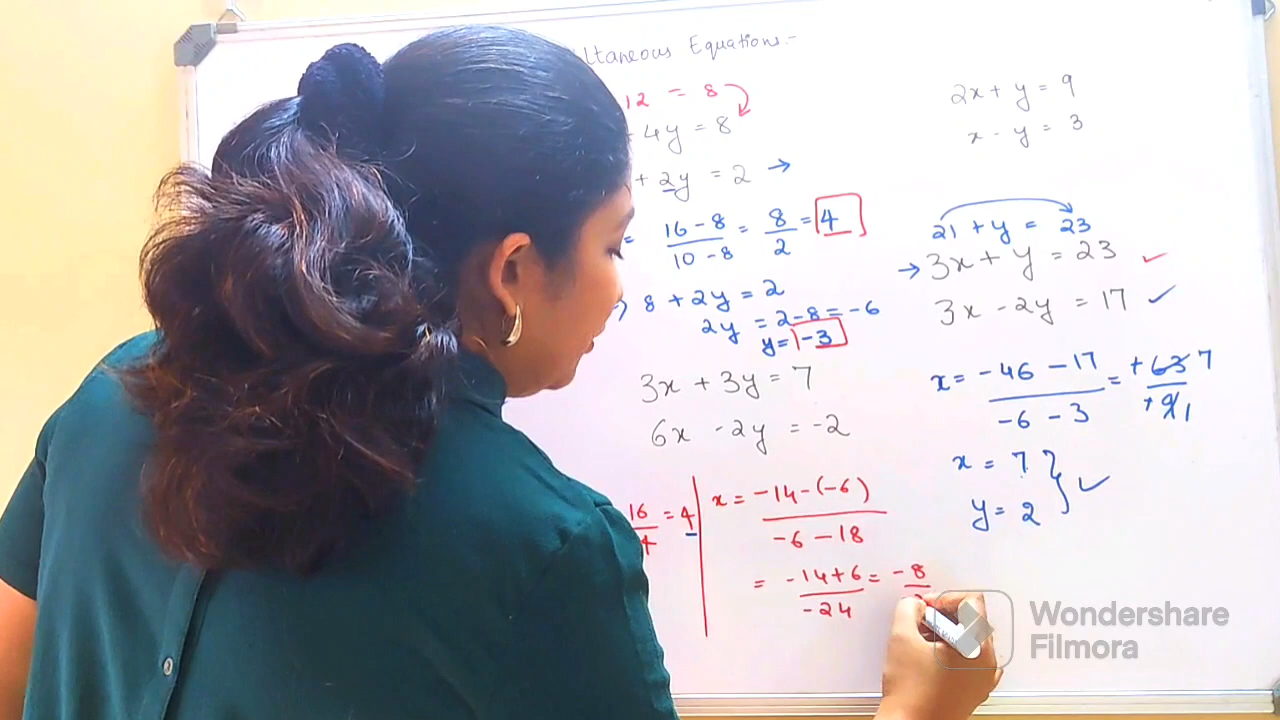 ltaneous Equations:-
12 = 8
+ 4y = 8
+ 2y = 2 →
= 16 - 8 / 10 - 8 = 8 / 2 = 4
8 + 2y = 2
2y = 2-8 = -6
y = -3
3x + 3y = 7
6x - 2y = -2
16 / 4 = 4
x = -14-(-6) / -6 - 18
= -14+6 / -24 = -8
2x + y = 9
x - y = 3
21 + y = 23
→ 3x + y = 23 ✓
3x - 2y = 17 ✓
x = -46 - 17 / -6 - 3 = +63 7 / +9 1
x = 7
y = 2 } ✓
Wondershare
Filmora